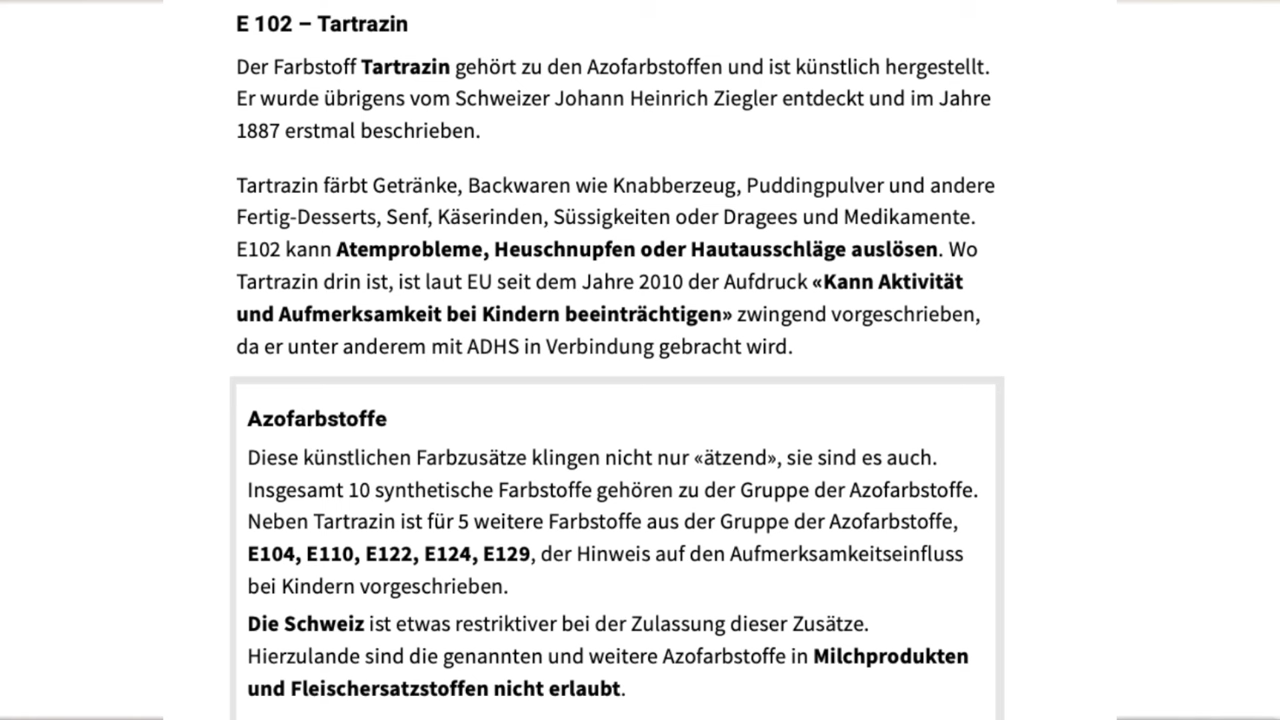 E 102 – Tartrazin
Der Farbstoff Tartrazin gehört zu den Azofarbstoffen und ist künstlich hergestellt.
Er wurde übrigens vom Schweizer Johann Heinrich Ziegler entdeckt und im Jahre
1887 erstmal beschrieben.
Tartrazin färbt Getränke, Backwaren wie Knabberzeug, Puddingpulver und andere
Fertig-Desserts, Senf, Käserinden, Süssigkeiten oder Dragees und Medikamente.
E102 kann Atemprobleme, Heuschnupfen oder Hautausschläge auslösen. Wo
Tartrazin drin ist, ist laut EU seit dem Jahre 2010 der Aufdruck «Kann Aktivität
und Aufmerksamkeit bei Kindern beeinträchtigen» zwingend vorgeschrieben,
da er unter anderem mit ADHS in Verbindung gebracht wird.
Azofarbstoffe
Diese künstlichen Farbzusätze klingen nicht nur «ätzend», sie sind es auch.
Insgesamt 10 synthetische Farbstoffe gehören zu der Gruppe der Azofarbstoffe.
Neben Tartrazin ist für 5 weitere Farbstoffe aus der Gruppe der Azofarbstoffe,
E104, E110, E122, E124, E129, der Hinweis auf den Aufmerksamkeitseinfluss
bei Kindern vorgeschrieben.
Die Schweiz ist etwas restriktiver bei der Zulassung dieser Zusätze.
Hierzulande sind die genannten und weitere Azofarbstoffe in Milchprodukten
und Fleischersatzstoffen nicht erlaubt.